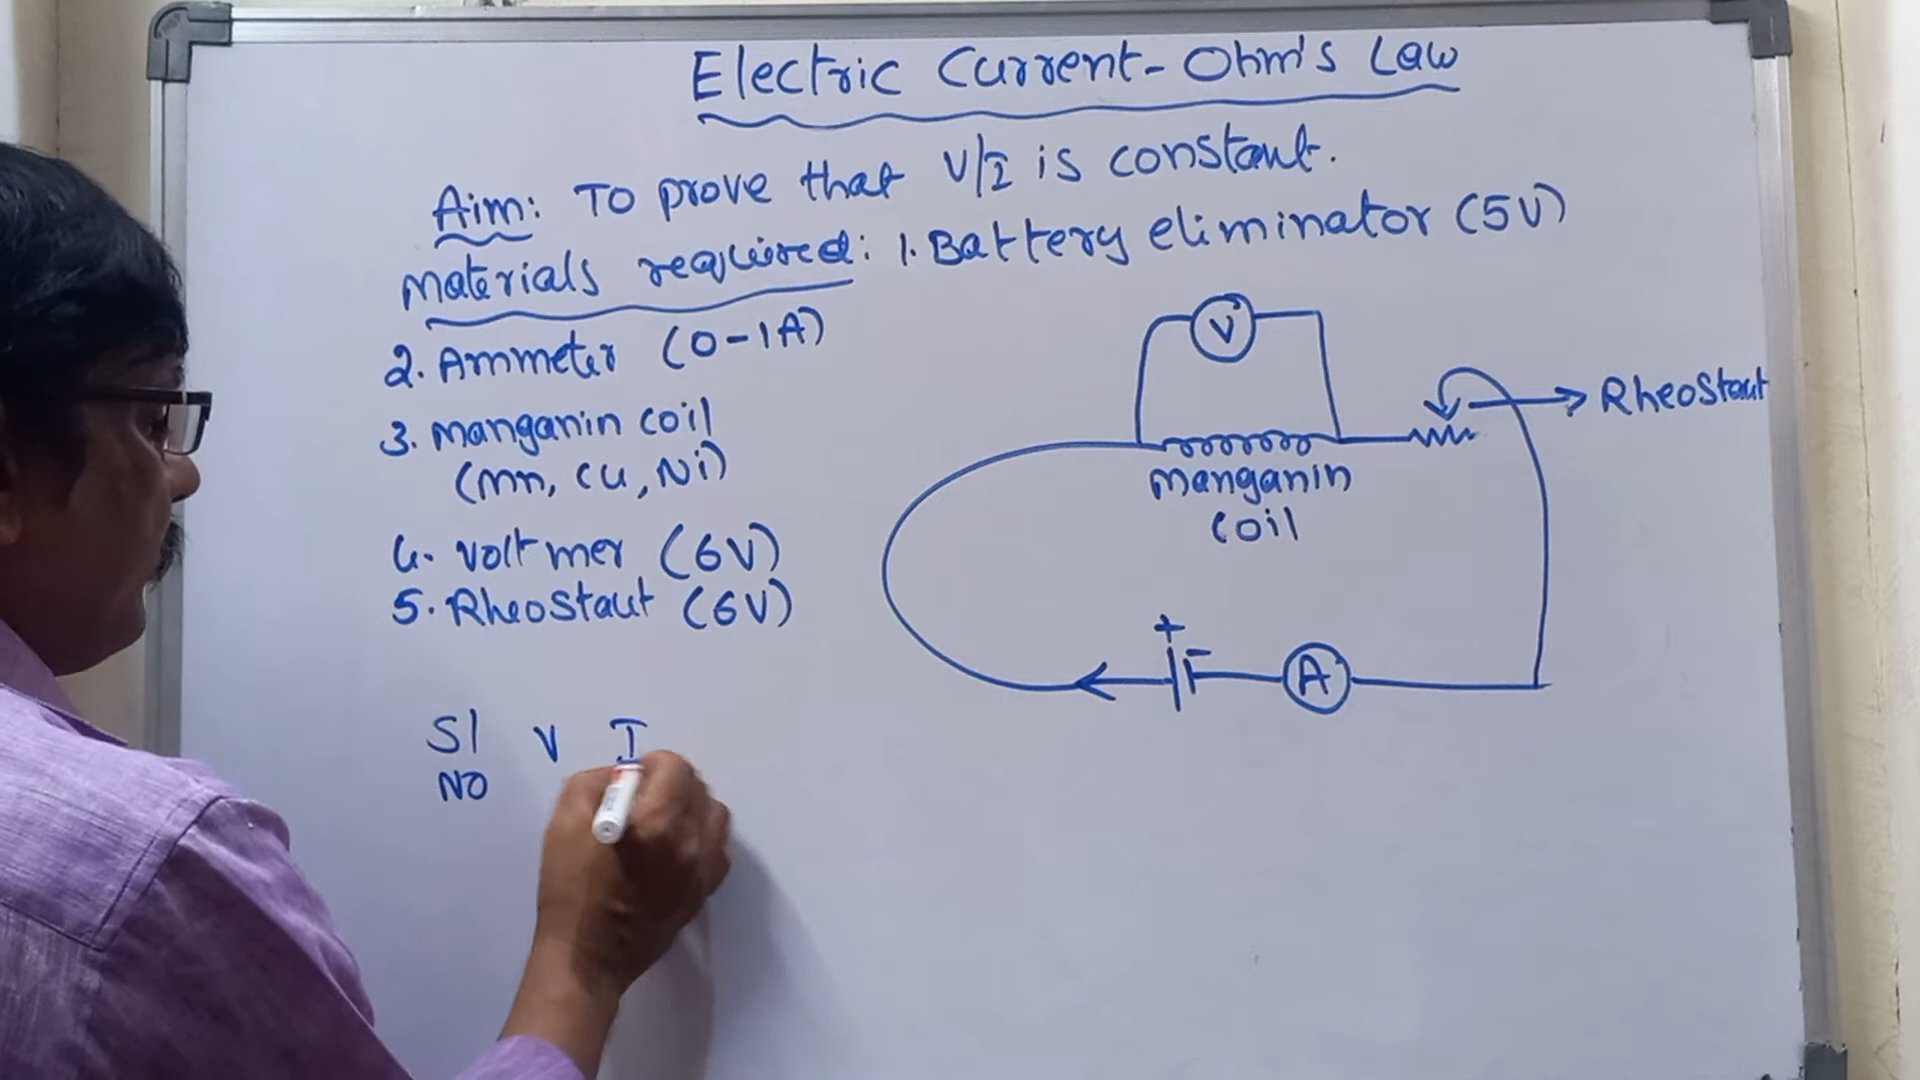 Electric Current - Ohm's Law
Aim: To prove that V/I is constant.
Materials required: 1. Battery eliminator (5V)
2. Ammeter (0-1A)
3. Manganin coil
(Mn, Cu, Ni)
4. Voltmer (6V)
5. Rheostaut (6V)
V
Rheostaut
Manganin
coil
+
A
Sl V I
No